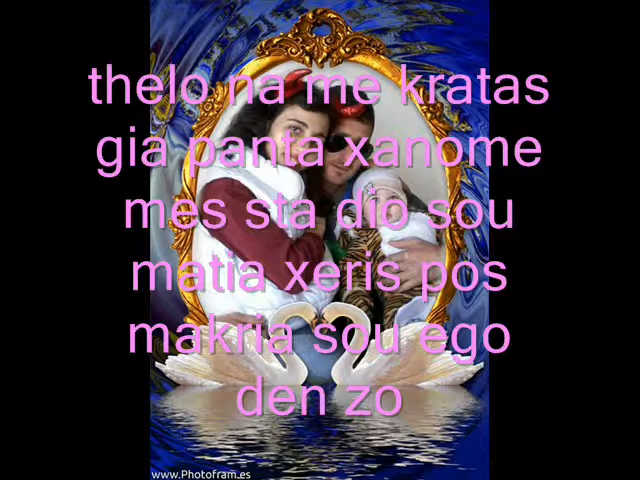 thelo na me kratas
gia panta xanome
mes sta dio sou
matia xeris pos
makria sou ego
den zo
www.Photofram.es